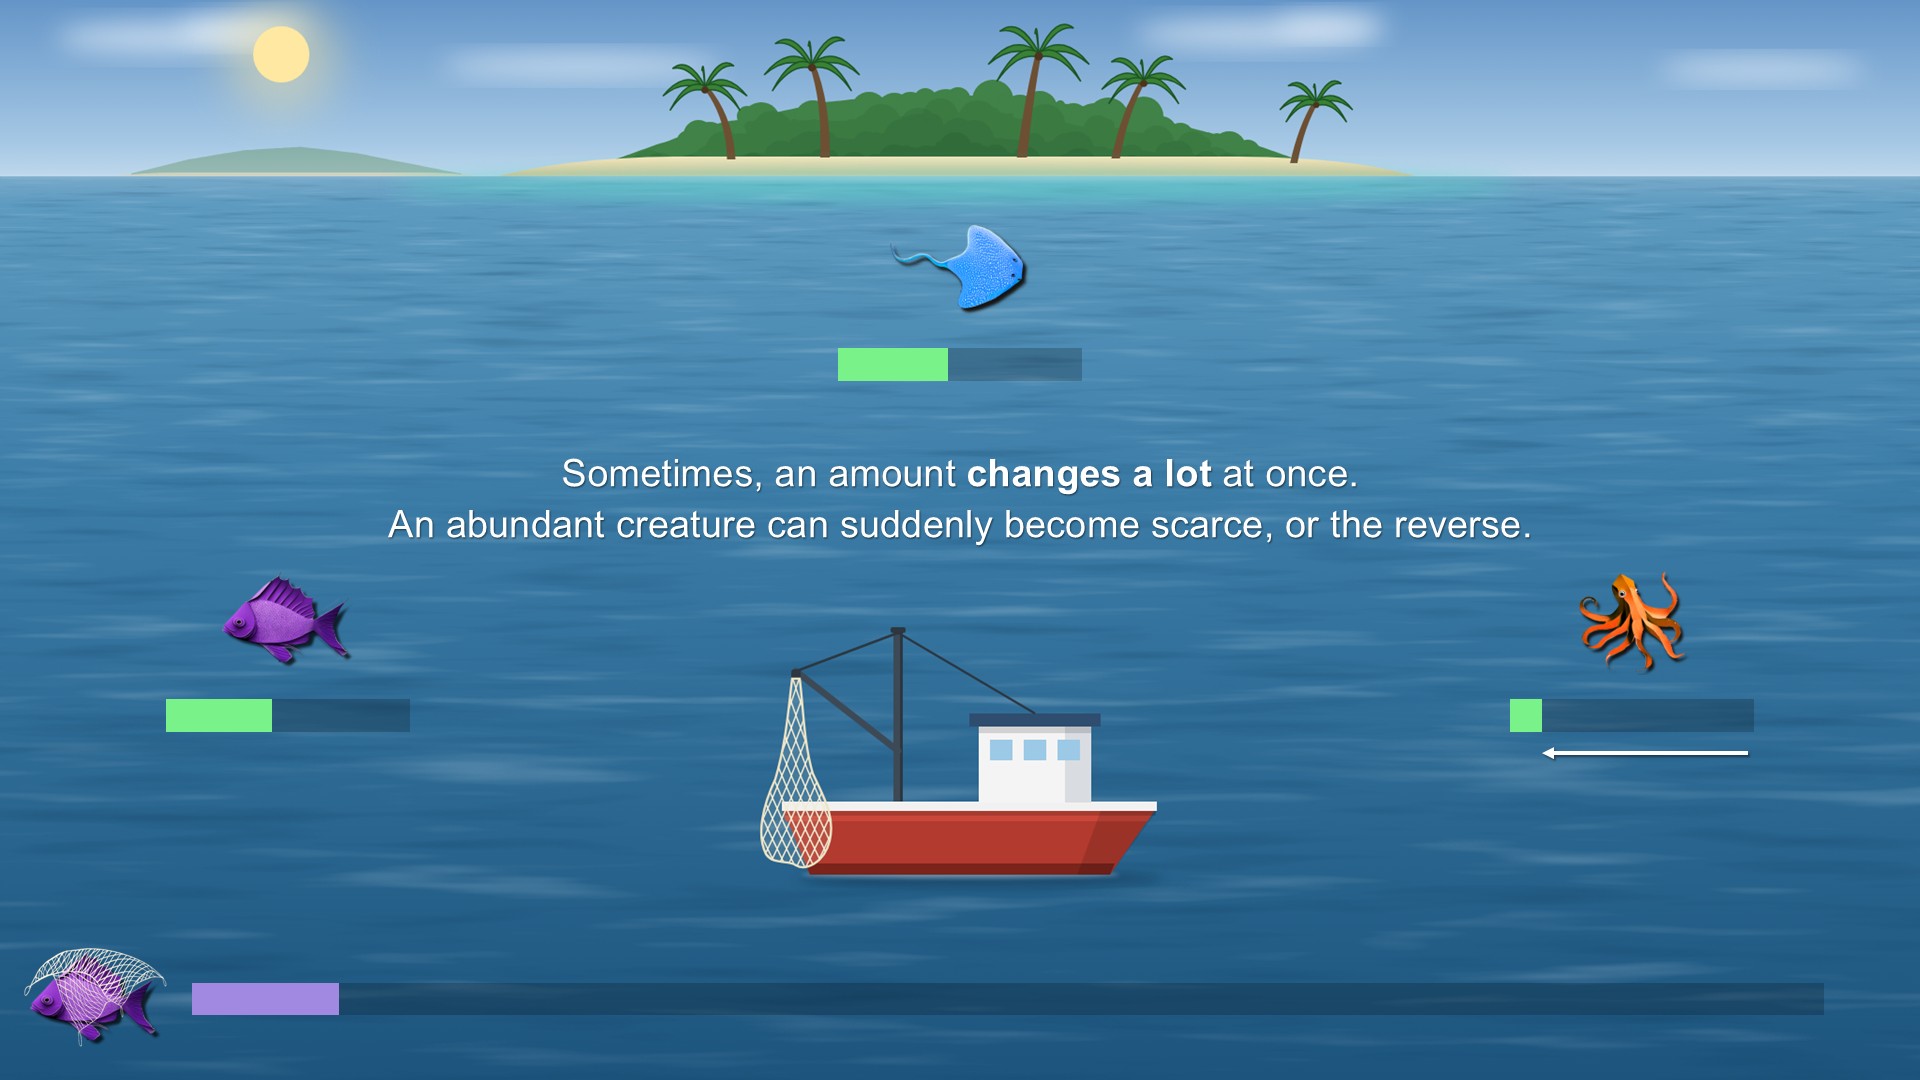 Sometimes, an amount changes a lot at once.
An abundant creature can suddenly become scarce, or the reverse.